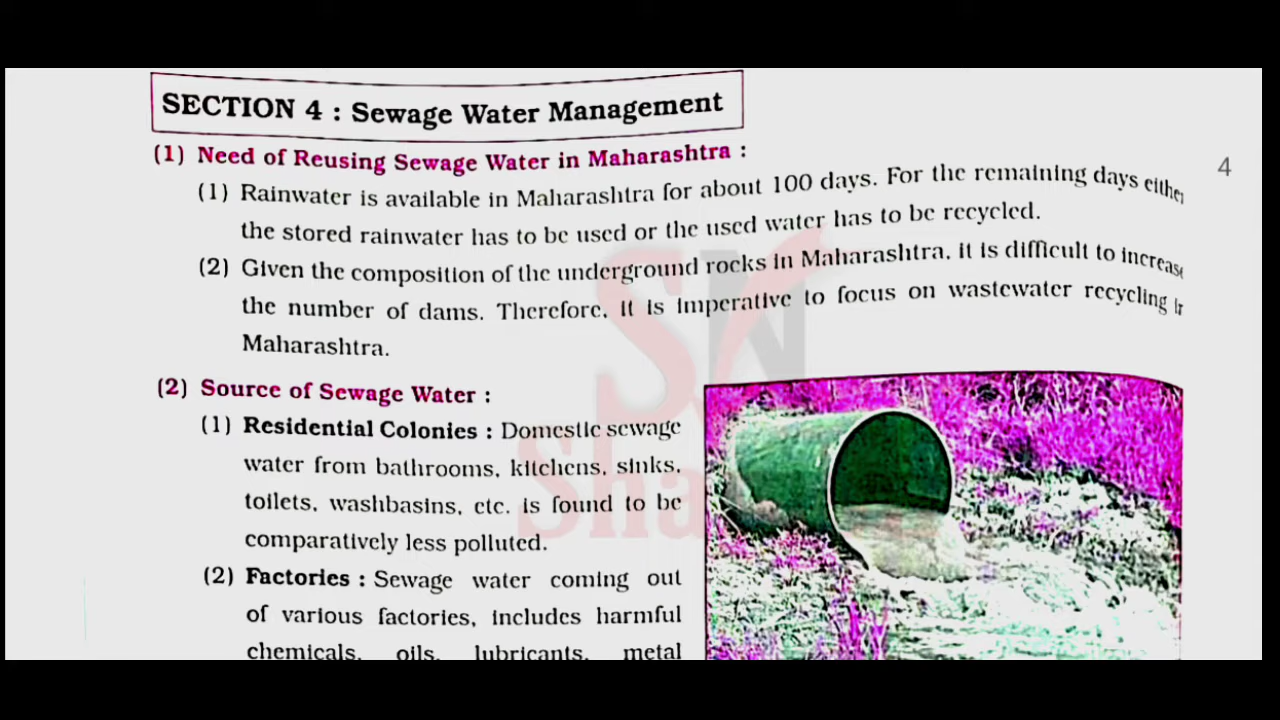 SECTION 4 : Sewage Water Management
(1) Need of Reusing Sewage Water in Maharashtra :
4
(1) Rainwater is available in Maharashtra for about 100 days. For the remaining days either
the stored rainwater has to be used or the used water has to be recycled.
(2) Given the composition of the underground rocks in Maharashtra, it is difficult to increase
the number of dams. Therefore, it is imperative to focus on wastewater recycling in
Maharashtra.
(2) Source of Sewage Water :
(1) Residential Colonies : Domestic sewage
water from bathrooms, kitchens, sinks,
toilets, washbasins, etc. is found to be
comparatively less polluted.
(2) Factories : Sewage water coming out
of various factories, includes harmful
chemicals, oils, lubricants, metal